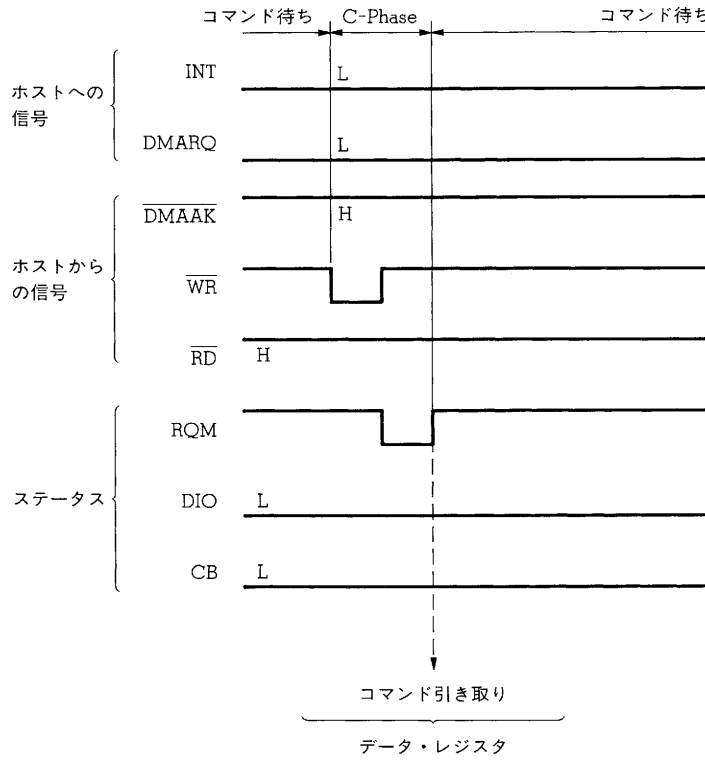 コマンド待ち C-Phase コマンド待ち
INT L
ホストへの
信号
DMARQ L
DMAAK H
ホストから
の信号
WR
RD H
RQM
ステータス
DIO L
CB L
コマンド引き取り
データ・レジスタ